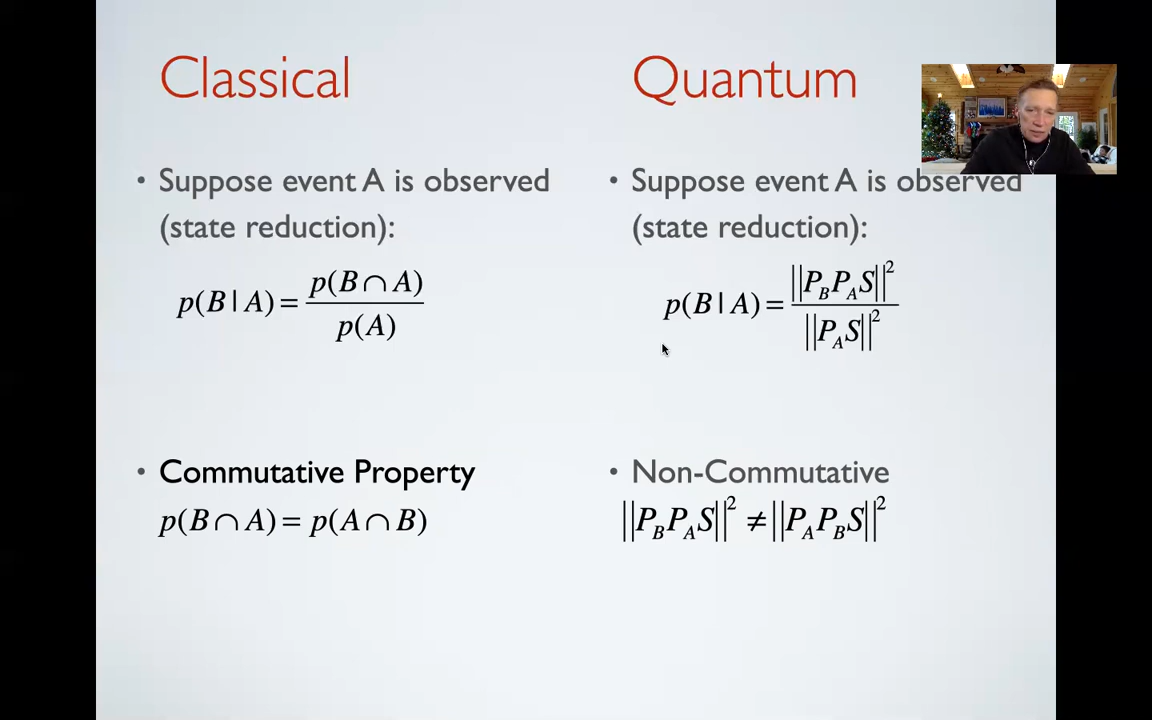 Classical
• Suppose event A is observed
(state reduction):
p(B | A) = p(B ∩ A) / p(A)
• Commutative Property
p(B ∩ A) = p(A ∩ B)
Quantum
• Suppose event A is observed
(state reduction):
p(B | A) = ||P_B P_A S||² / ||P_A S||²
• Non-Commutative
||P_B P_A S||² ≠ ||P_A P_B S||²